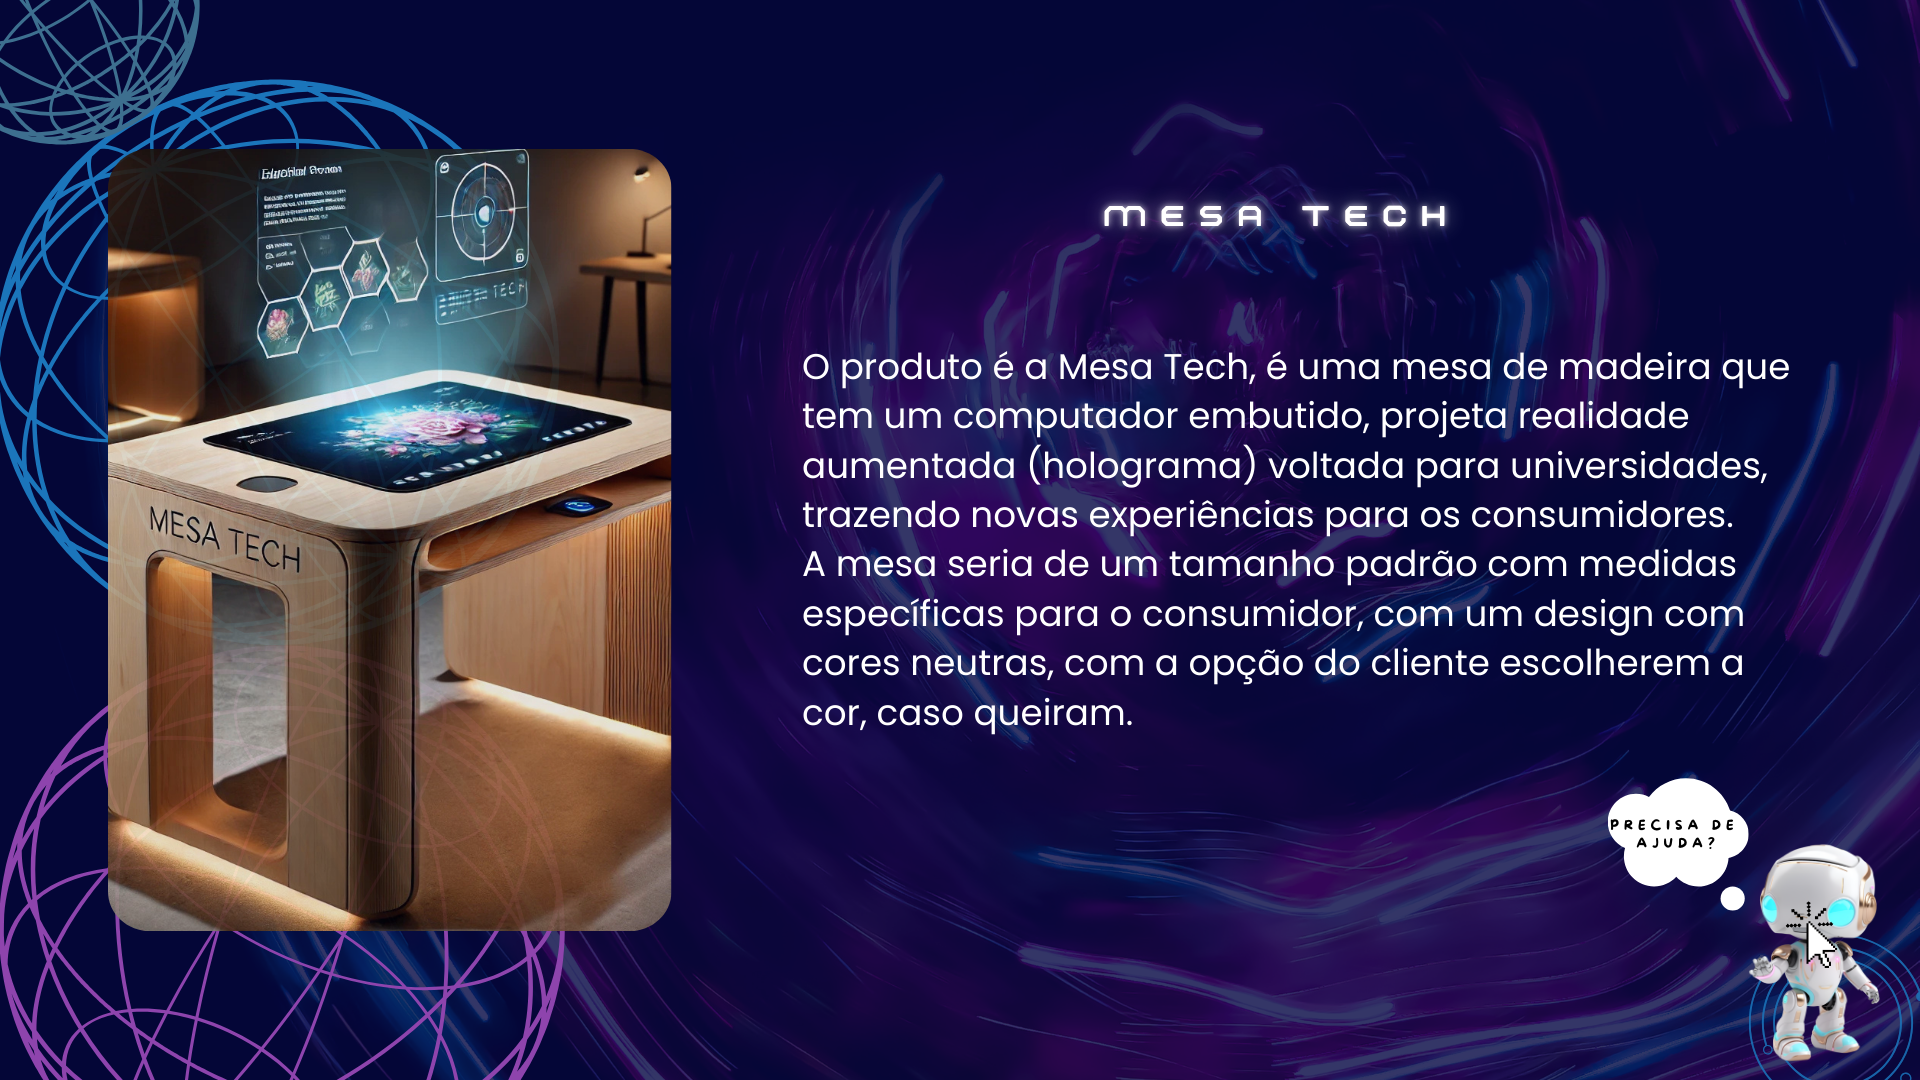 MESA TECH
MESA TECH
O produto é a Mesa Tech, é uma mesa de madeira que
tem um computador embutido, projeta realidade
aumentada (holograma) voltada para universidades,
trazendo novas experiências para os consumidores.
A mesa seria de um tamanho padrão com medidas
específicas para o consumidor, com um design com
cores neutras, com a opção do cliente escolherem a
cor, caso queiram.
PRECISA DE
AJUDA?